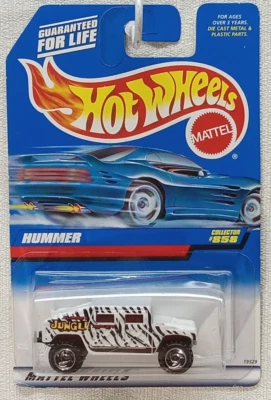 GUARANTEED
FOR LIFE
FOR AGES
OVER 3 YEARS.
DIE CAST METAL &
PLASTIC PARTS.
Hot Wheels
MATTEL
HUMMER
COLLECTOR
#858
JUNGLE
MATTEL WHEELS